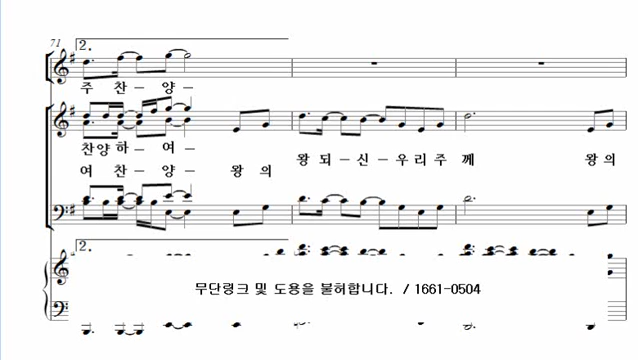 71
2.
주 찬 - 양 -
찬양 하 - 여 -
여 찬 - 양 - 왕 의
왕 되 - 신 - 우 리 주 께 왕 의
2.
무단링크 및 도용을 불허합니다. / 1661-0504